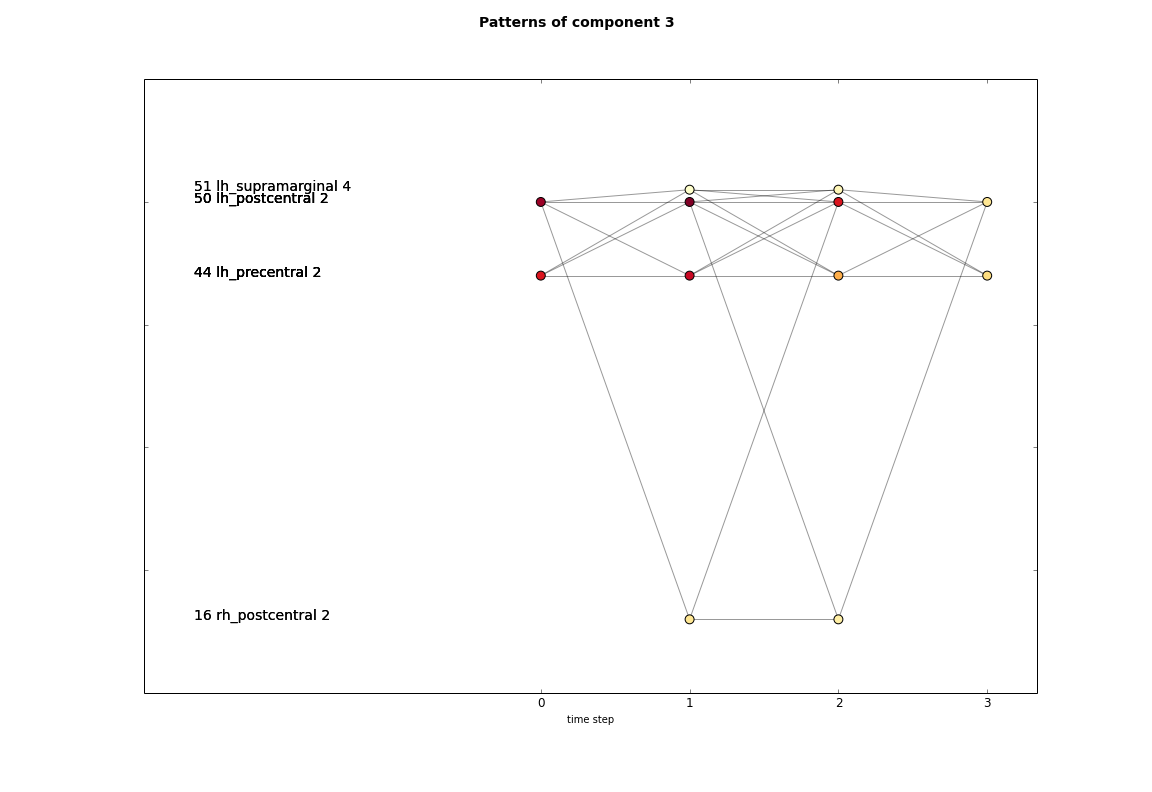 Patterns of component 3
51 lh_supramarginal 4
50 lh_postcentral 2
44 lh_precentral 2
16 rh_postcentral 2
0 1 2 3
time step